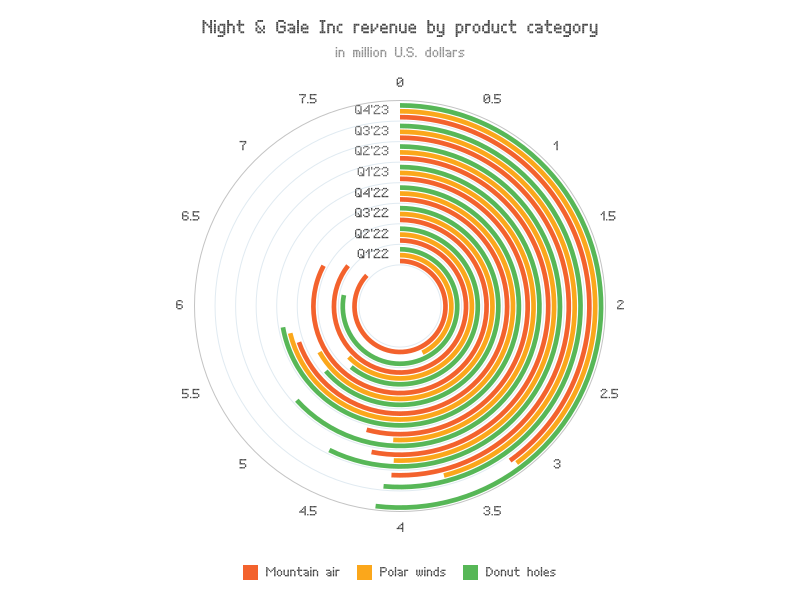 Night & Gale Inc revenue by product category
in million U.S. dollars
0
0.5
1
1.5
2
2.5
3
3.5
4
4.5
5
5.5
6
6.5
7
7.5
Q4'23
Q3'23
Q2'23
Q1'23
Q4'22
Q3'22
Q2'22
Q1'22
Mountain air Polar winds Donut holes